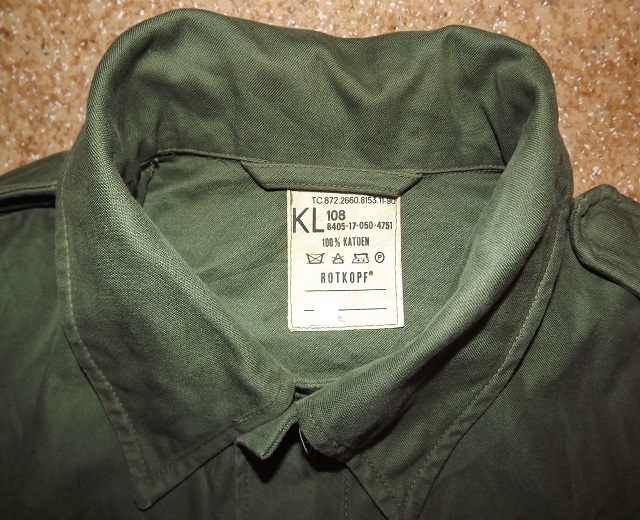 TC 872.2660.8153.11-90
KL 108
8405-17-050-4751
100% KATOEN
P
ROTKOPF®